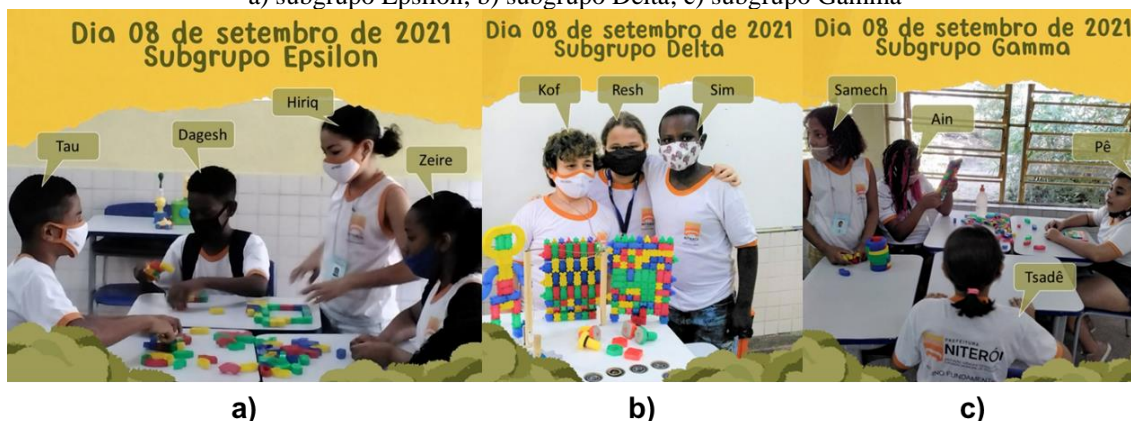 a) subgrupo Epsilon; b) subgrupo Delta; c) subgrupo Gamma
Dia 08 de setembro de 2021
Subgrupo Epsilon
Hiriq
Tau
Dagesh
Zeire
Dia 08 de setembro de 2021
Subgrupo Delta
Kof
Resh
Sim
Dia 08 de setembro de 2021
Subgrupo Gamma
Samech
Ain
Pê
Tsadê
PREFEITURA
NITERÓI
a)
b)
c)